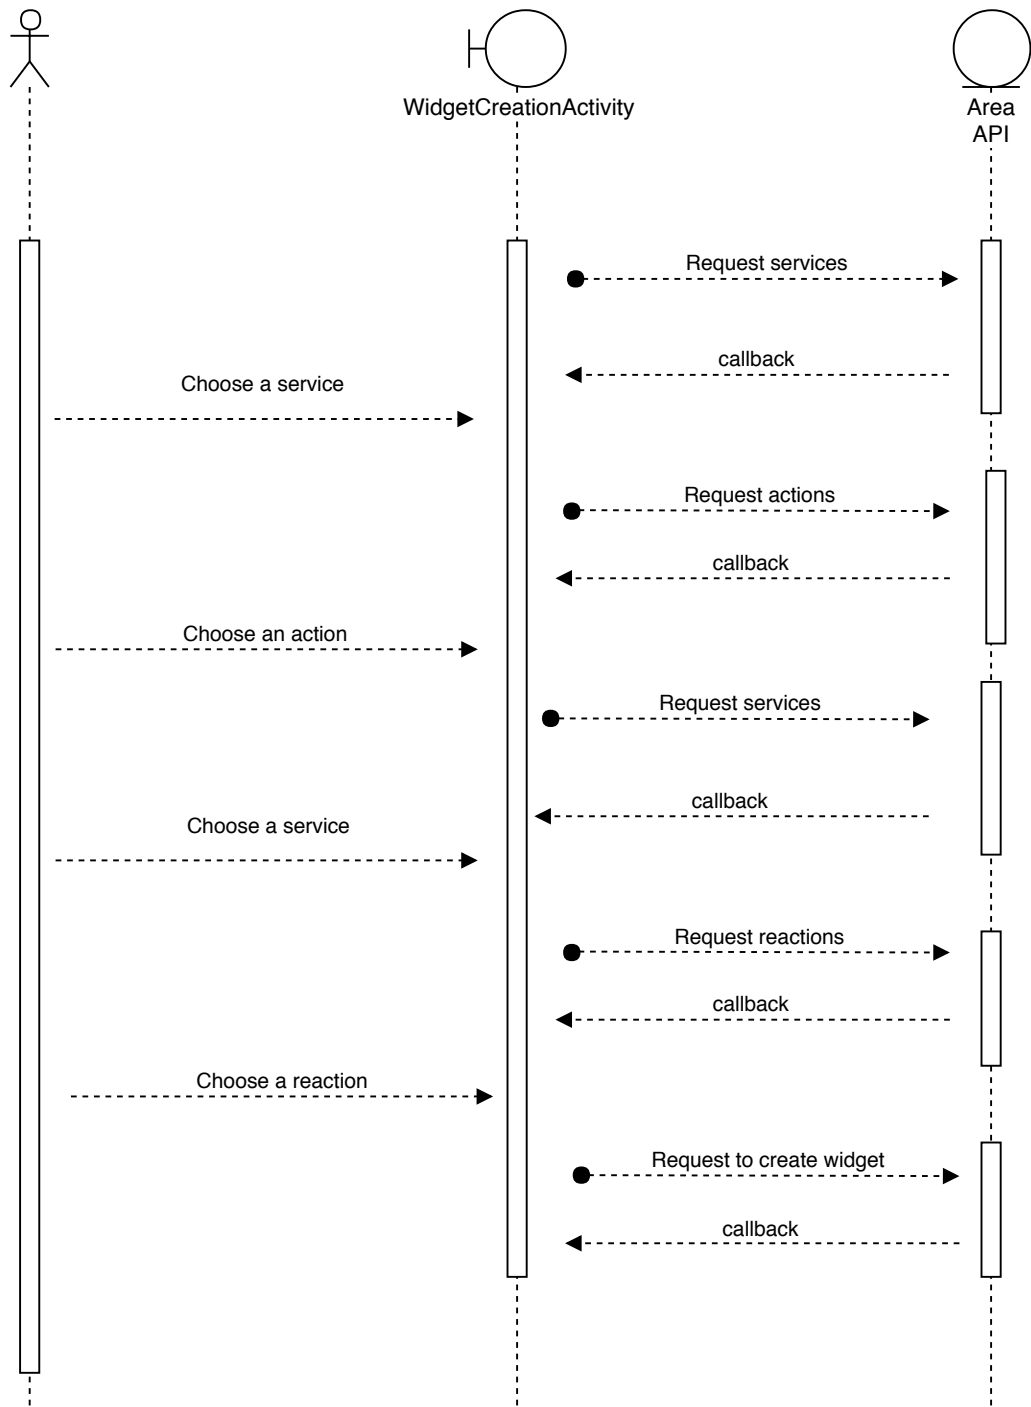 WidgetCreationActivity
Area
API
Request services
callback
Choose a service
Request actions
callback
Choose an action
Request services
callback
Choose a service
Request reactions
callback
Choose a reaction
Request to create widget
callback